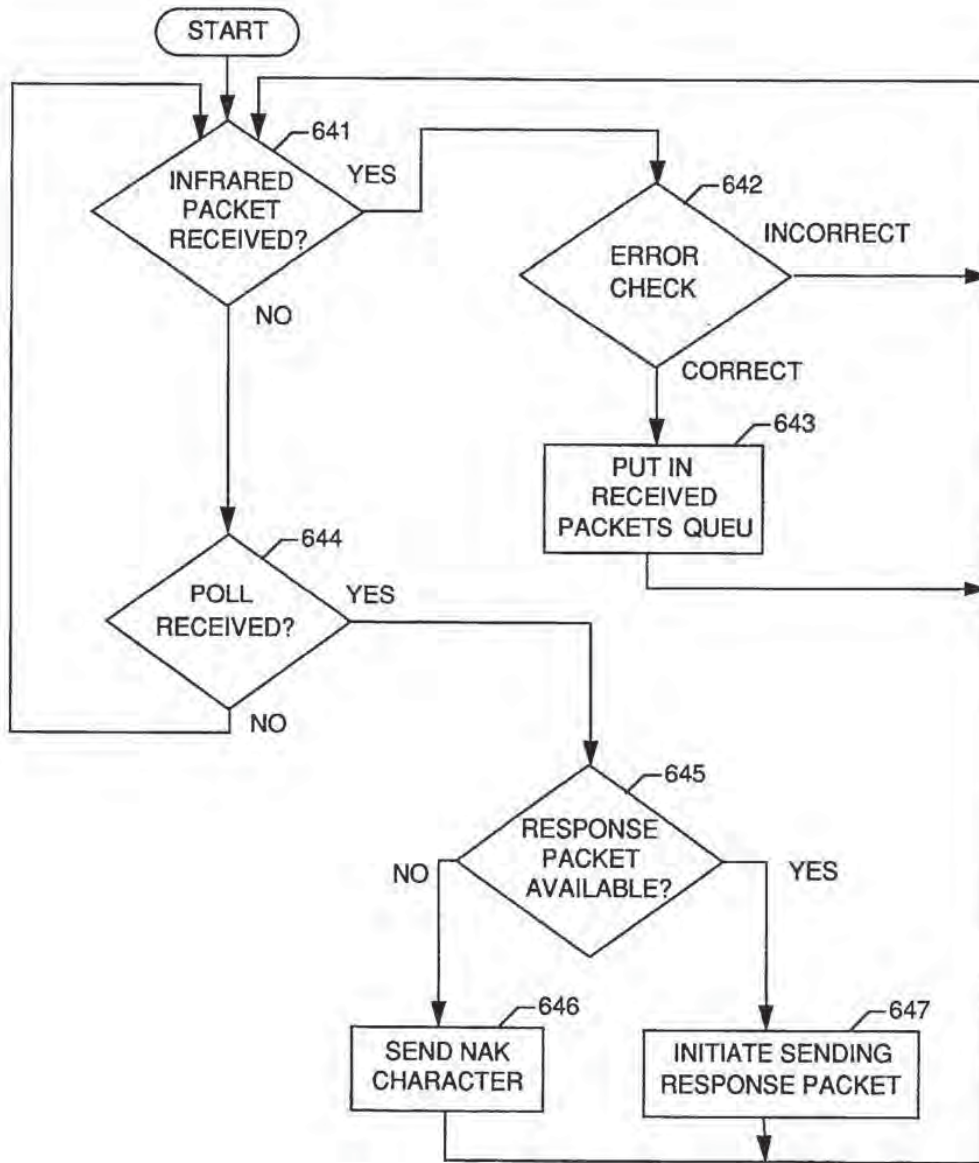 START
641
INFRARED
PACKET
RECEIVED?
YES
NO
642
ERROR
CHECK
INCORRECT
CORRECT
643
PUT IN
RECEIVED
PACKETS QUEU
644
POLL
RECEIVED?
YES
NO
645
RESPONSE
PACKET
AVAILABLE?
NO
YES
646
SEND NAK
CHARACTER
647
INITIATE SENDING
RESPONSE PACKET